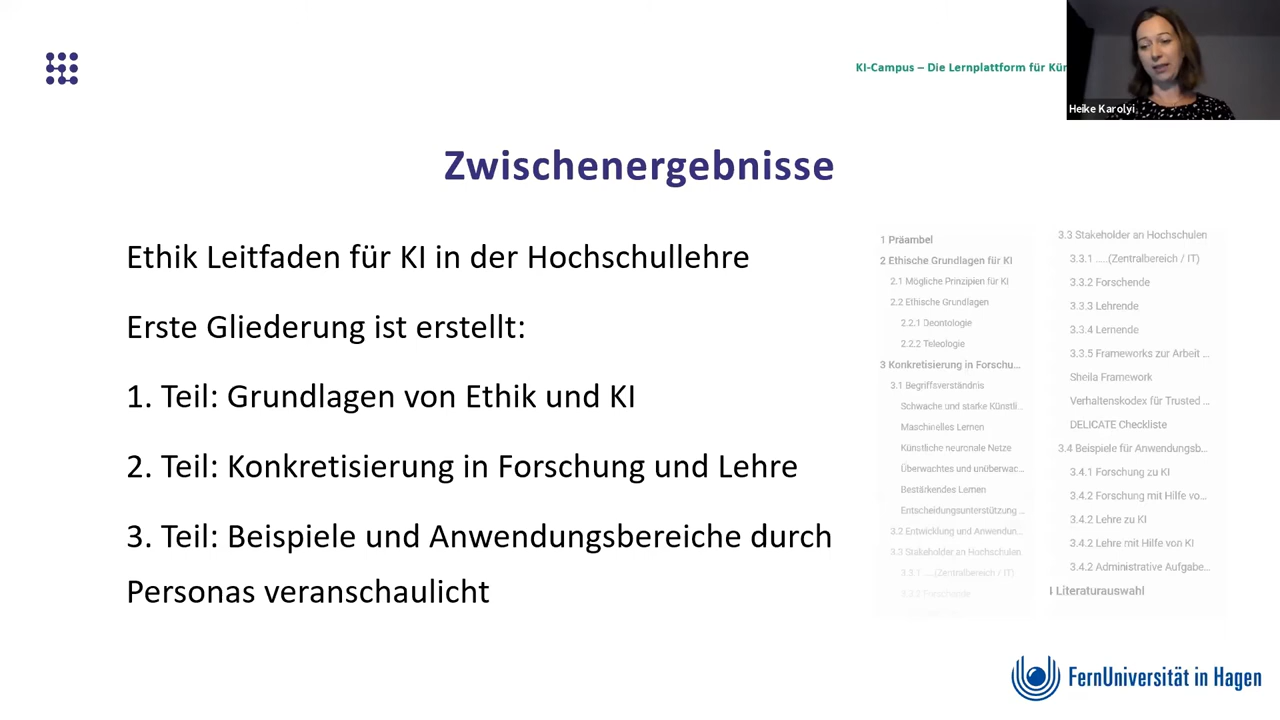 KI-Campus – Die Lernplattform für
Heike Karolyi
Zwischenergebnisse
Ethik Leitfaden für KI in der Hochschullehre
Erste Gliederung ist erstellt:
1. Teil: Grundlagen von Ethik und KI
2. Teil: Konkretisierung in Forschung und Lehre
3. Teil: Beispiele und Anwendungsbereiche durch
Personas veranschaulicht
1 Präambel
2 Ethische Grundlagen für KI
2.1 Mögliche Prinzipien für KI
2.2 Ethische Grundlagen
2.2.1 Deontologie
2.2.2 Teleologie
3 Konkretisierung in Forschu...
3.1 Begriffsverständnis
Schwache und starke Künstli...
Maschinelles Lernen
Künstliche neuronale Netze
Überwachtes und unüberwac...
Bestärkendes Lernen
Entscheidungsunterstützung ...
3.2 Entwicklung und Anwendun...
3.3 Stakeholder an Hochschulen
3.3.1 ....(Zentralbereich / IT)
3.3.2 Forschende
3.3 Stakeholder an Hochschulen
3.3.1 .....(Zentralbereich / IT)
3.3.2 Forschende
3.3.3 Lehrende
3.3.4 Lernende
3.3.5 Frameworks zur Arbeit ...
Sheila Framework
Verhaltenskodex für Trusted ...
DELICATE Checkliste
3.4 Beispiele für Anwendungsb...
3.4.1 Forschung zu KI
3.4.2 Forschung mit Hilfe vo...
3.4.2 Lehre zu KI
3.4.2 Lehre mit Hilfe von KI
3.4.2 Administrative Aufgabe...
Literaturauswahl
FernUniversität in Hagen